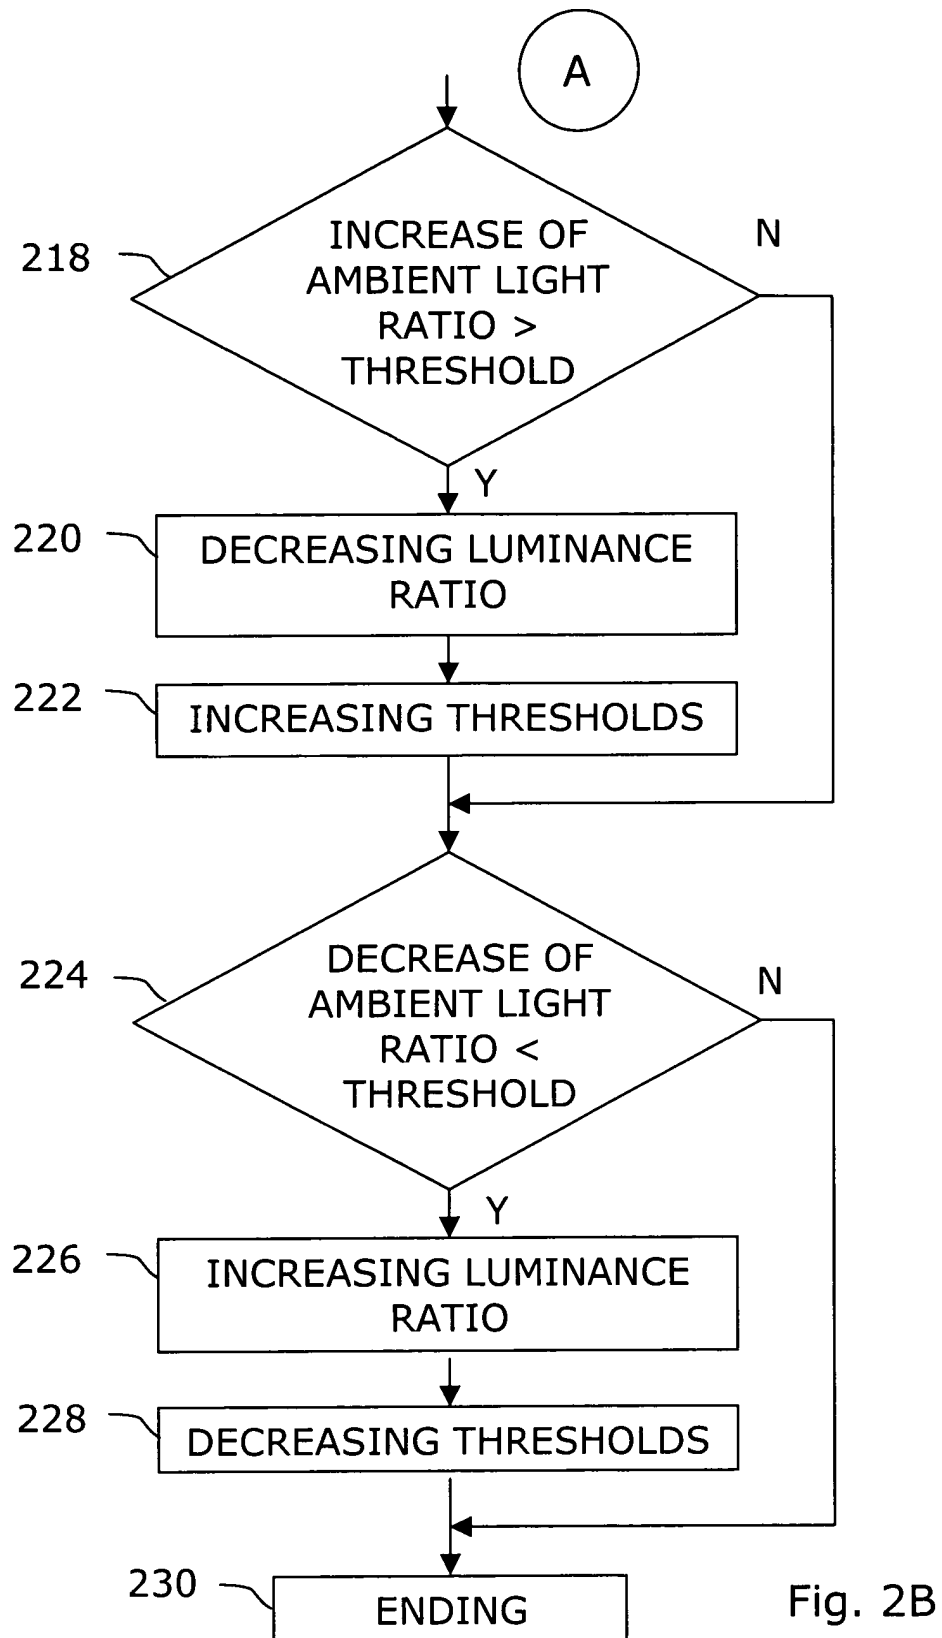 A
218
INCREASE OF
AMBIENT LIGHT
RATIO >
THRESHOLD
N
Y
220
DECREASING LUMINANCE
RATIO
222
INCREASING THRESHOLDS
224
DECREASE OF
AMBIENT LIGHT
RATIO <
THRESHOLD
N
Y
226
INCREASING LUMINANCE
RATIO
228
DECREASING THRESHOLDS
230
ENDING
Fig. 2B